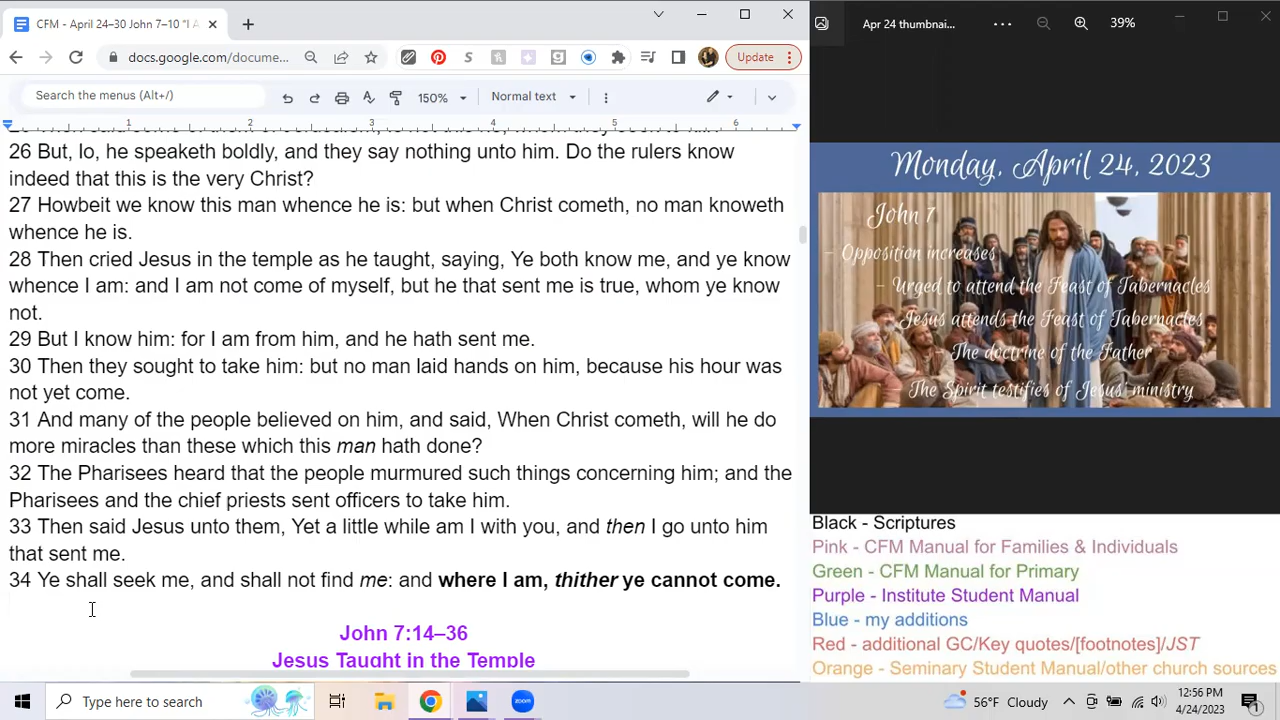 CFM - April 24–30 John 7–10 "I A
docs.google.com/docume...
Update
Search the menus (Alt+/)
150%
Normal text
1 2 3 4 5 6
26 But, lo, he speaketh boldly, and they say nothing unto him. Do the rulers know
indeed that this is the very Christ?
27 Howbeit we know this man whence he is: but when Christ cometh, no man knoweth
whence he is.
28 Then cried Jesus in the temple as he taught, saying, Ye both know me, and ye know
whence I am: and I am not come of myself, but he that sent me is true, whom ye know
not.
29 But I know him: for I am from him, and he hath sent me.
30 Then they sought to take him: but no man laid hands on him, because his hour was
not yet come.
31 And many of the people believed on him, and said, When Christ cometh, will he do
more miracles than these which this man hath done?
32 The Pharisees heard that the people murmured such things concerning him; and the
Pharisees and the chief priests sent officers to take him.
33 Then said Jesus unto them, Yet a little while am I with you, and then I go unto him
that sent me.
34 Ye shall seek me, and shall not find me: and where I am, thither ye cannot come.
John 7:14–36
Jesus Taught in the Temple
Type here to search
Apr 24 thumbnai...
39%
Monday, April 24, 2023
John 7
- Opposition increases
- Urged to attend the Feast of Tabernacles
- Jesus attends the Feast of Tabernacles
- The doctrine of the Father
- The Spirit testifies of Jesus' ministry
Black - Scriptures
Pink - CFM Manual for Families & Individuals
Green - CFM Manual for Primary
Purple - Institute Student Manual
Blue - my additions
Red - additional GC/Key quotes/[footnotes]/JST
Orange - Seminary Student Manual/other church sources
zoom
56°F Cloudy
12:56 PM
4/24/2023